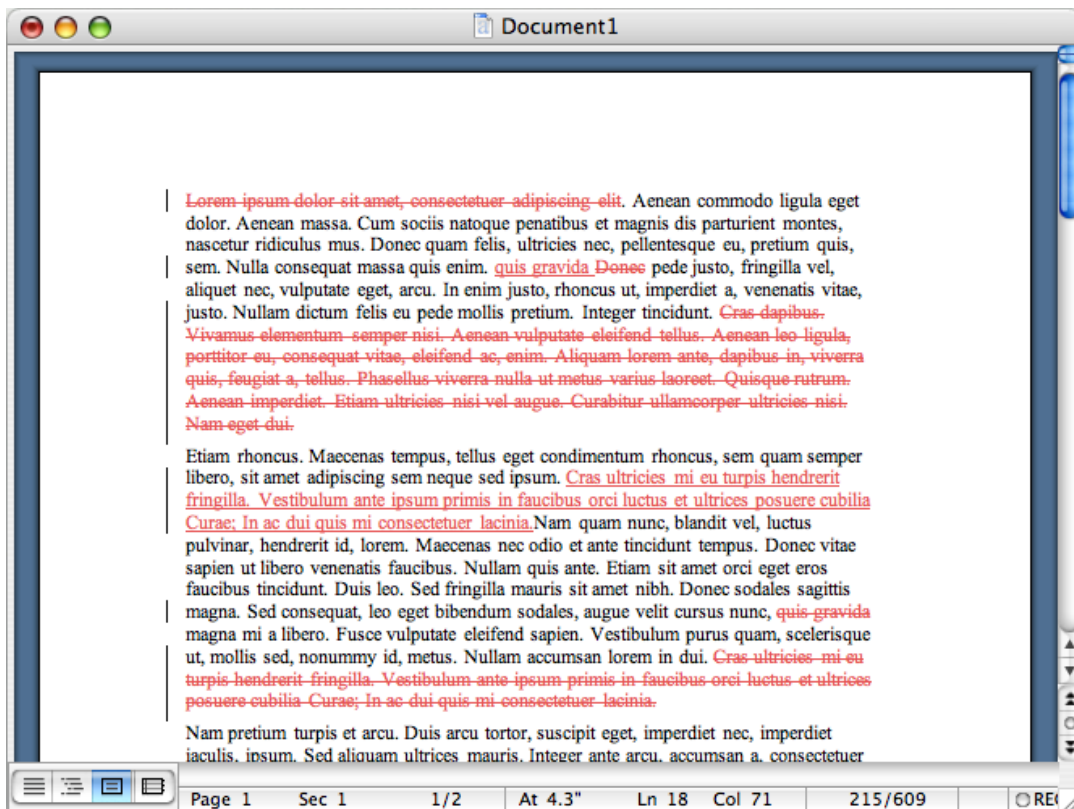 Document1
Lorem ipsum dolor sit amet, consectetuer adipiscing elit. Aenean commodo ligula eget
dolor. Aenean massa. Cum sociis natoque penatibus et magnis dis parturient montes,
nascetur ridiculus mus. Donec quam felis, ultricies nec, pellentesque eu, pretium quis,
sem. Nulla consequat massa quis enim. quis gravida Donec pede justo, fringilla vel,
aliquet nec, vulputate eget, arcu. In enim justo, rhoncus ut, imperdiet a, venenatis vitae,
justo. Nullam dictum felis eu pede mollis pretium. Integer tincidunt. Cras dapibus.
Vivamus elementum semper nisi. Aenean vulputate eleifend tellus. Aenean leo ligula,
porttitor eu, consequat vitae, eleifend ac, enim. Aliquam lorem ante, dapibus in, viverra
quis, feugiat a, tellus. Phasellus viverra nulla ut metus varius laoreet. Quisque rutrum.
Aenean imperdiet. Etiam ultricies nisi vel augue. Curabitur ullamcorper ultricies nisi.
Nam eget dui.
Etiam rhoncus. Maecenas tempus, tellus eget condimentum rhoncus, sem quam semper
libero, sit amet adipiscing sem neque sed ipsum. Cras ultricies mi eu turpis hendrerit
fringilla. Vestibulum ante ipsum primis in faucibus orci luctus et ultrices posuere cubilia
Curae; In ac dui quis mi consectetuer lacinia.Nam quam nunc, blandit vel, luctus
pulvinar, hendrerit id, lorem. Maecenas nec odio et ante tincidunt tempus. Donec vitae
sapien ut libero venenatis faucibus. Nullam quis ante. Etiam sit amet orci eget eros
faucibus tincidunt. Duis leo. Sed fringilla mauris sit amet nibh. Donec sodales sagittis
magna. Sed consequat, leo eget bibendum sodales, augue velit cursus nunc, quis gravida
magna mi a libero. Fusce vulputate eleifend sapien. Vestibulum purus quam, scelerisque
ut, mollis sed, nonummy id, metus. Nullam accumsan lorem in dui. Cras ultricies mi eu
turpis hendrerit fringilla. Vestibulum ante ipsum primis in faucibus orci luctus et ultrices
posuere cubilia Curae; In ac dui quis mi consectetuer lacinia.
Nam pretium turpis et arcu. Duis arcu tortor, suscipit eget, imperdiet nec, imperdiet
iaculis, ipsum. Sed aliquam ultrices mauris. Integer ante arcu, accumsan a, consectetuer
Page 1 Sec 1 1/2 At 4.3" Ln 18 Col 71 215/609 REC